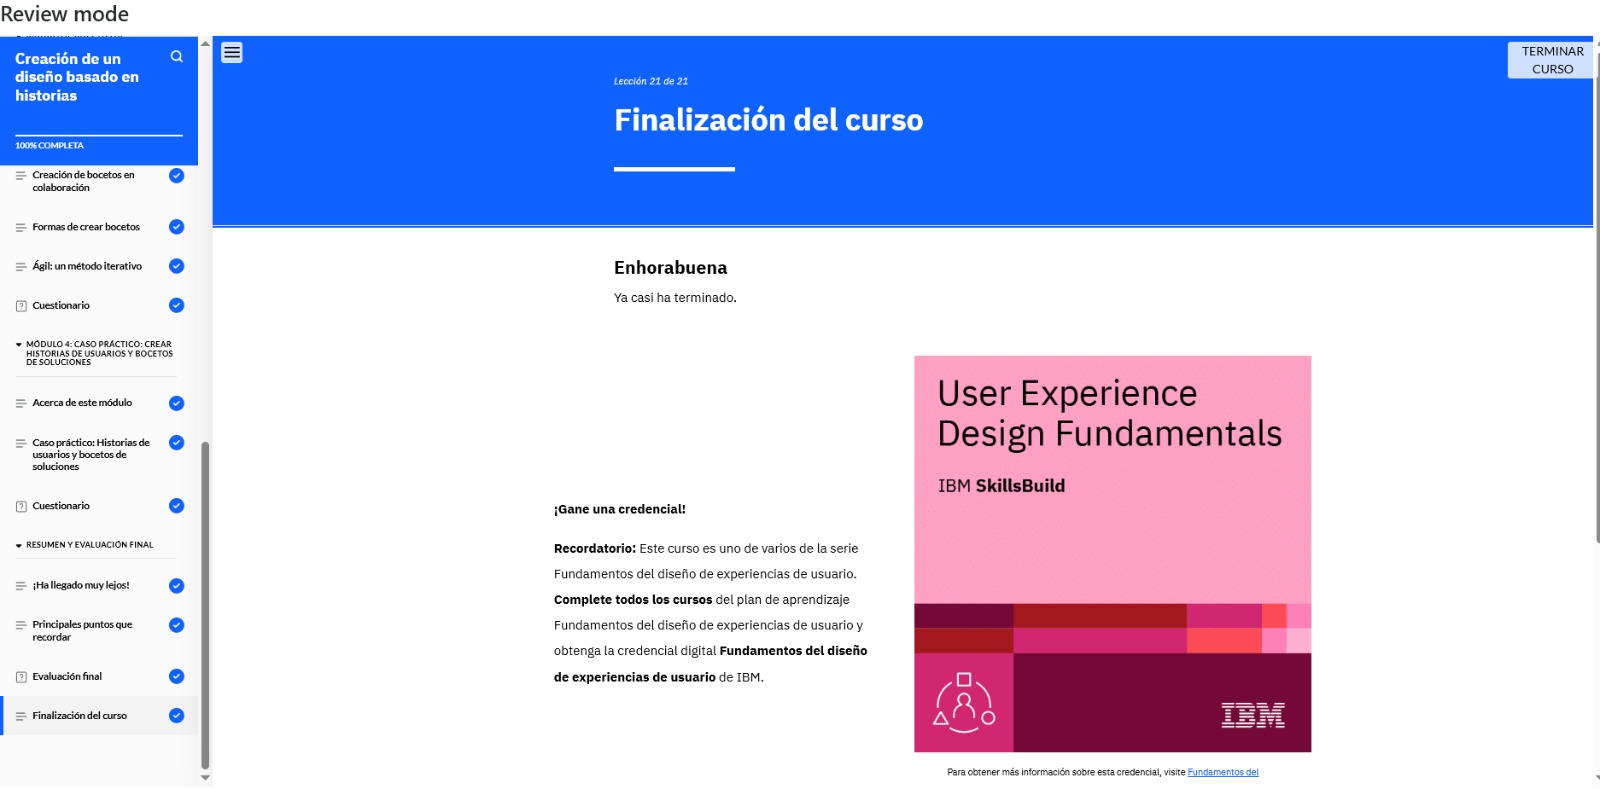 Review mode
Creación de un
diseño basado en
historias
100% COMPLETA
Creación de bocetos en
colaboración
Formas de crear bocetos
Ágil: un método iterativo
Cuestionario
MÓDULO 4: CASO PRÁCTICO: CREAR
HISTORIAS DE USUARIOS Y BOCETOS
DE SOLUCIONES
Acerca de este módulo
Caso práctico: Historias de
usuarios y bocetos de
soluciones
Cuestionario
RESUMEN Y EVALUACIÓN FINAL
¡Ha llegado muy lejos!
Principales puntos que
recordar
Evaluación final
Finalización del curso
TERMINAR
CURSO
Lección 21 de 21
Finalización del curso
Enhorabuena
Ya casi ha terminado.
¡Gane una credencial!
Recordatorio: Este curso es uno de varios de la serie
Fundamentos del diseño de experiencias de usuario.
Complete todos los cursos del plan de aprendizaje
Fundamentos del diseño de experiencias de usuario y
obtenga la credencial digital Fundamentos del diseño
de experiencias de usuario de IBM.
User Experience
Design Fundamentals
IBM SkillsBuild
IBM
Para obtener más información sobre esta credencial, visite Fundamentos del